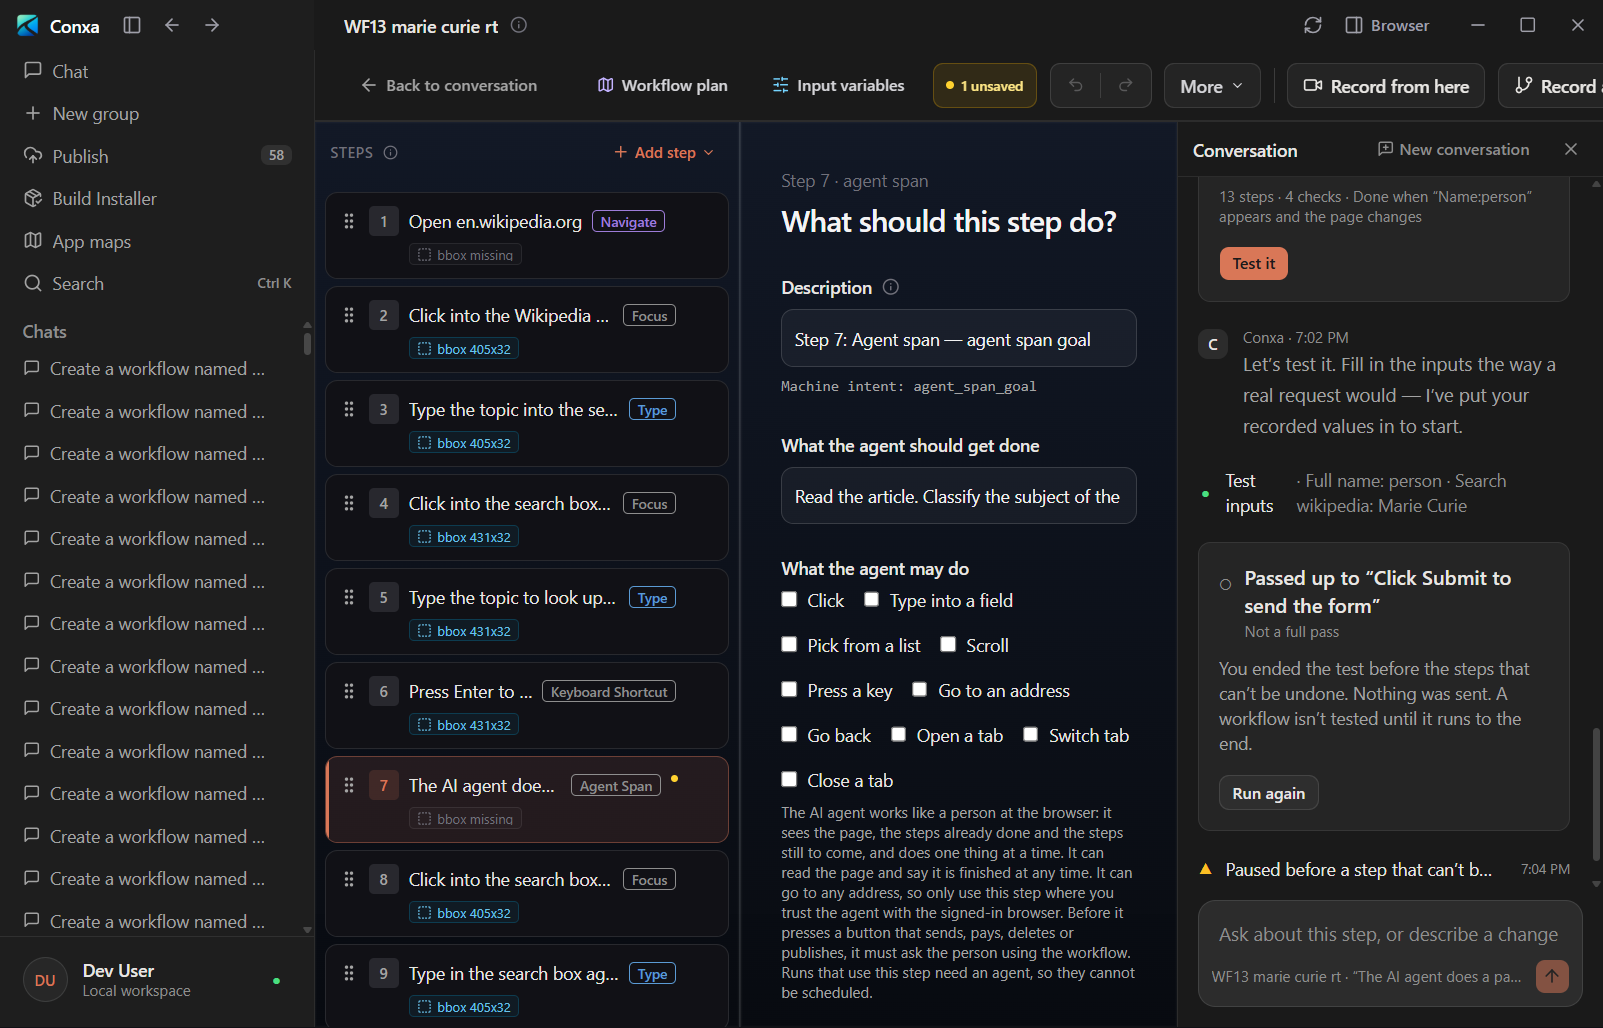 Conxa
WF13 marie curie rt
Browser
Chat
New group
Publish
58
Build Installer
App maps
Search
Ctrl K
Chats
Create a workflow named ...
Create a workflow named ...
Create a workflow named ...
Create a workflow named ...
Create a workflow named ...
Create a workflow named ...
Create a workflow named ...
Create a workflow named ...
Create a workflow named ...
Create a workflow named ...
Create a workflow named ...
Create a workflow named ...
Create a workflow named ...
Create a workflow named ...
DU
Dev User
Local workspace
Back to conversation
Workflow plan
Input variables
1 unsaved
More
Record from here
Record
STEPS
Add step
1
Open en.wikipedia.org
Navigate
bbox missing
2
Click into the Wikipedia ...
Focus
bbox 405x32
3
Type the topic into the se...
Type
bbox 405x32
4
Click into the search box...
Focus
bbox 431x32
5
Type the topic to look up...
Type
bbox 431x32
6
Press Enter to ...
Keyboard Shortcut
bbox 431x32
7
The AI agent doe...
Agent Span
bbox missing
8
Click into the search box...
Focus
bbox 405x32
9
Type in the search box ag...
Type
bbox 405x32
Step 7 · agent span
What should this step do?
Description
Step 7: Agent span — agent span goal
Machine intent: agent_span_goal
What the agent should get done
Read the article. Classify the subject of the
What the agent may do
Click
Type into a field
Pick from a list
Scroll
Press a key
Go to an address
Go back
Open a tab
Switch tab
Close a tab
The AI agent works like a person at the browser: it
sees the page, the steps already done and the steps
still to come, and does one thing at a time. It can
read the page and say it is finished at any time. It can
go to any address, so only use this step where you
trust the agent with the signed-in browser. Before it
presses a button that sends, pays, deletes or
publishes, it must ask the person using the workflow.
Runs that use this step need an agent, so they cannot
be scheduled.
Conversation
New conversation
13 steps · 4 checks · Done when “Name:person”
appears and the page changes
Test it
C
Conxa · 7:02 PM
Let’s test it. Fill in the inputs the way a
real request would — I’ve put your
recorded values in to start.
Test
inputs
· Full name: person · Search
wikipedia: Marie Curie
Passed up to “Click Submit to
send the form”
Not a full pass
You ended the test before the steps that
can’t be undone. Nothing was sent. A
workflow isn’t tested until it runs to the
end.
Run again
Paused before a step that can’t b...
7:04 PM
Ask about this step, or describe a change
WF13 marie curie rt · “The AI agent does a pa...